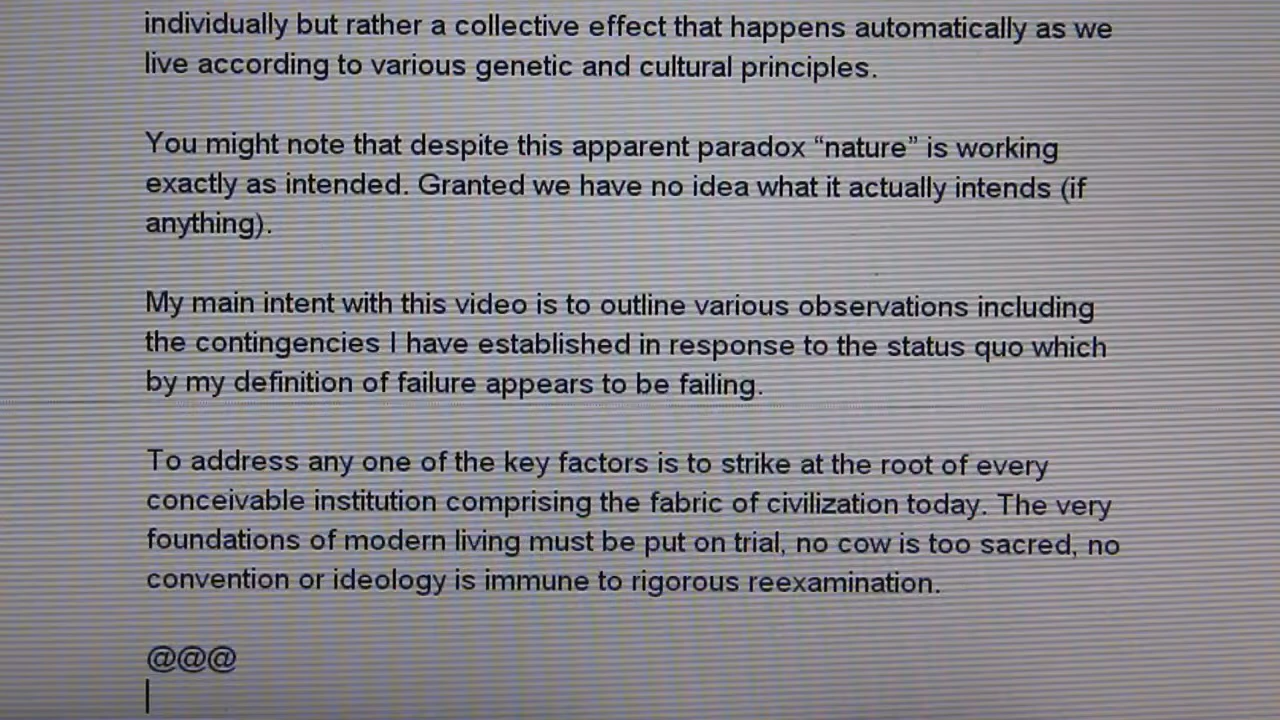 individually but rather a collective effect that happens automatically as we
live according to various genetic and cultural principles.
You might note that despite this apparent paradox “nature” is working
exactly as intended. Granted we have no idea what it actually intends (if
anything).
My main intent with this video is to outline various observations including
the contingencies I have established in response to the status quo which
by my definition of failure appears to be failing.
To address any one of the key factors is to strike at the root of every
conceivable institution comprising the fabric of civilization today. The very
foundations of modern living must be put on trial, no cow is too sacred, no
convention or ideology is immune to rigorous reexamination.
@@@